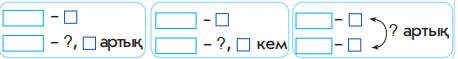 –
– ?, артық
–
– ?, кем
–
–
? артық